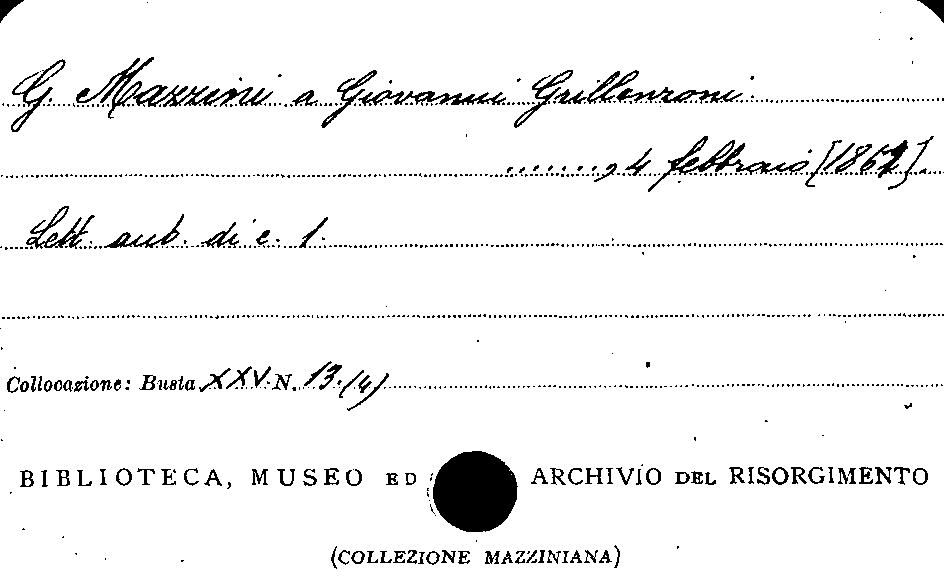 G. Mazzini a Giovanni Grillenzoni.
........, 4 febbraio [1862].
Lett. aut. di c. 1.
Collocazione: Busta XXV N. 13.(4)
BIBLIOTECA, MUSEO ED ARCHIVIO DEL RISORGIMENTO
(COLLEZIONE MAZZINIANA)